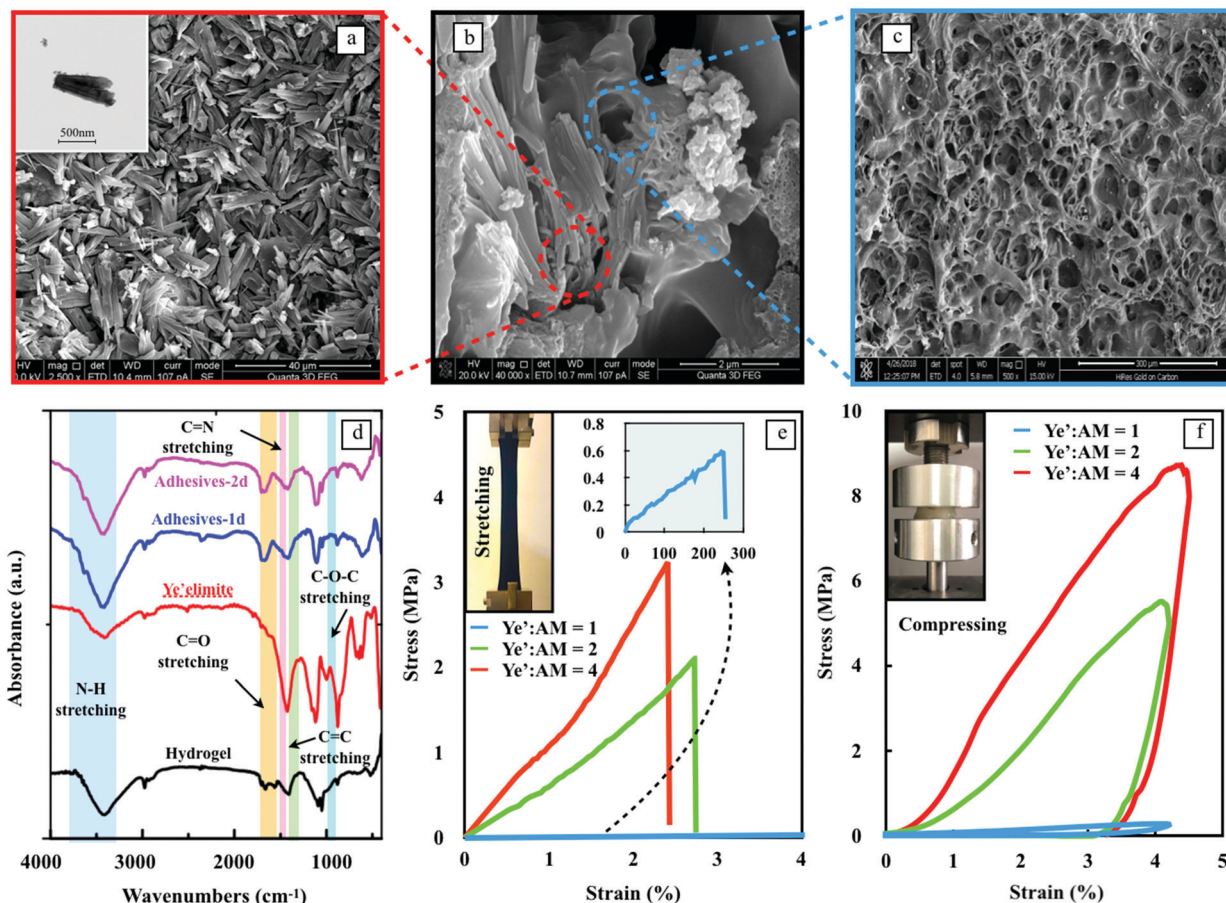 a
500nm
HV
mag
det
WD
curr
mode
40 µm
0.0 kV
2 500 x
ETD
10.4 mm
107 pA
SE
Quanta 3D FEG
b
HV
mag
det
WD
curr
mode
2 µm
20.0 kV
40 000 x
ETD
10.7 mm
107 pA
SE
Quanta 3D FEG
c
4/26/2018
det
spot
WD
mag
HV
300 µm
12:25:07 PM
ETD
4.0
5.8 mm
500 x
15.00 kV
HiRes Gold on Carbon
d
C=N
stretching
Adhesives-2d
Adhesives-1d
C-O-C
stretching
Ye'elimite
C=O
stretching
N-H
stretching
C=C
stretching
Hydrogel
Absorbance (a.u.)
4000
3000
2000
1000
Wavenumbers (cm⁻¹)
e
Stretching
0.8
0.6
0.4
0.2
0
0
100
200
300
Ye’:AM = 1
Ye’:AM = 2
Ye’:AM = 4
Stress (MPa)
5
4
3
2
1
0
0
1
2
3
4
Strain (%)
f
Ye’:AM = 1
Ye’:AM = 2
Ye’:AM = 4
Compressing
Stress (MPa)
10
8
6
4
2
0
0
1
2
3
4
5
Strain (%)